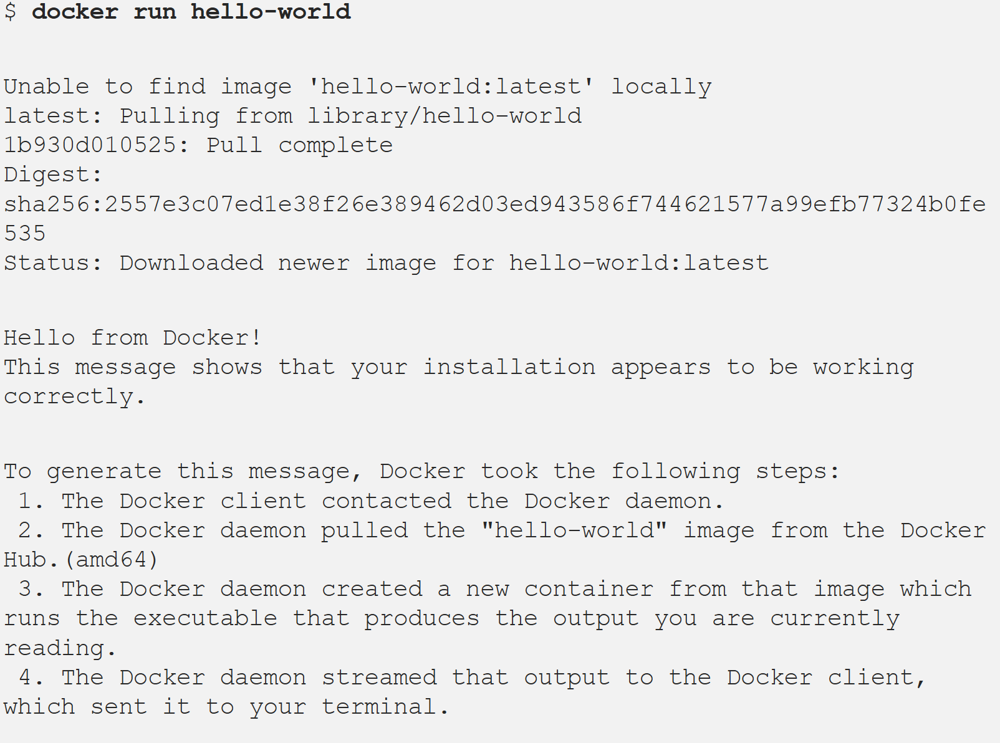 $ docker run hello-world
Unable to find image 'hello-world:latest' locally
latest: Pulling from library/hello-world
1b930d010525: Pull complete
Digest:
sha256:2557e3c07ed1e38f26e389462d03ed943586f744621577a99efb77324b0fe
535
Status: Downloaded newer image for hello-world:latest
Hello from Docker!
This message shows that your installation appears to be working
correctly.
To generate this message, Docker took the following steps:
1. The Docker client contacted the Docker daemon.
2. The Docker daemon pulled the "hello-world" image from the Docker
Hub.(amd64)
3. The Docker daemon created a new container from that image which
runs the executable that produces the output you are currently
reading.
4. The Docker daemon streamed that output to the Docker client,
which sent it to your terminal.